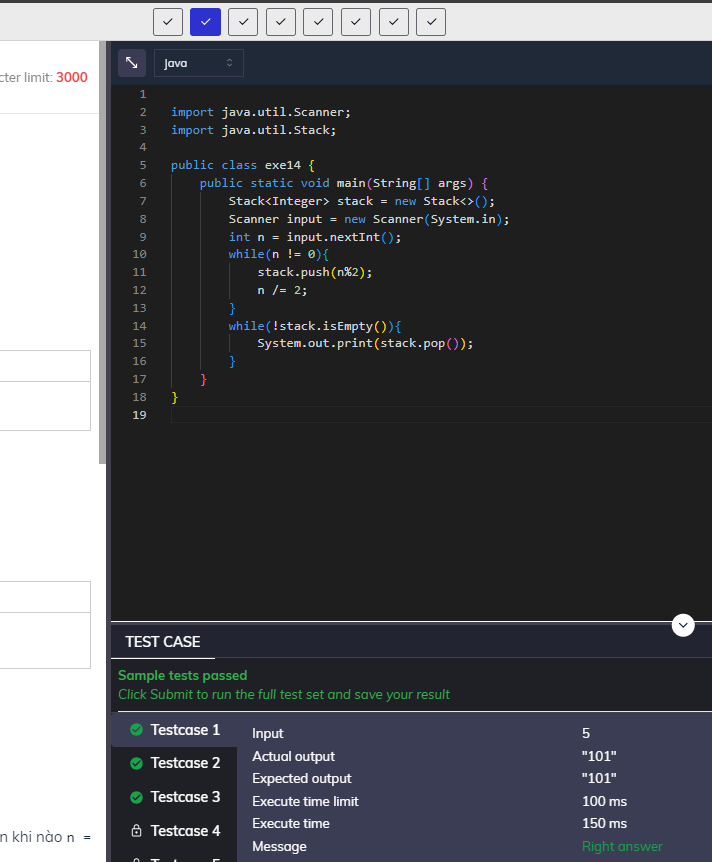 cter limit: 3000
Java
1
2 import java.util.Scanner;
3 import java.util.Stack;
4
5 public class exe14 {
6 public static void main(String[] args) {
7 Stack<Integer> stack = new Stack<>();
8 Scanner input = new Scanner(System.in);
9 int n = input.nextInt();
10 while(n != 0){
11 stack.push(n%2);
12 n /= 2;
13 }
14 while(!stack.isEmpty()){
15 System.out.print(stack.pop());
16 }
17 }
18 }
19
TEST CASE
Sample tests passed
Click Submit to run the full test set and save your result
Testcase 1
Testcase 2
Testcase 3
Testcase 4
Input 5
Actual output "101"
Expected output "101"
Execute time limit 100 ms
Execute time 150 ms
Message Right answer
n khi nào n =